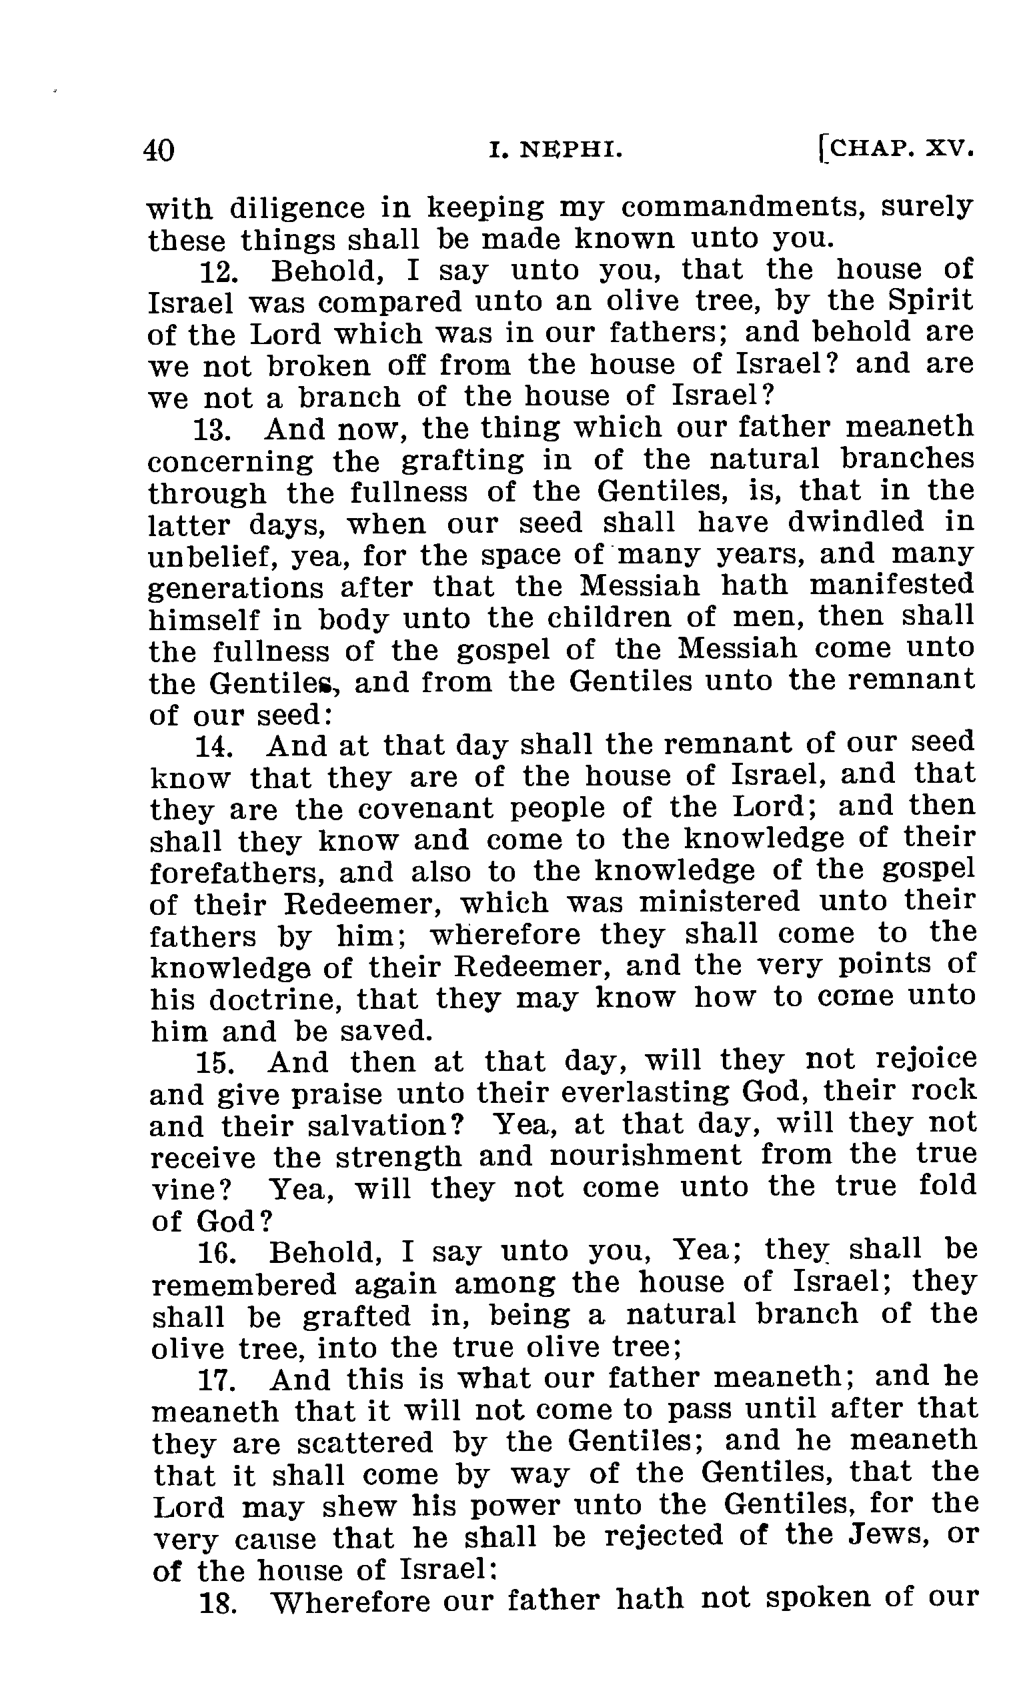 40 I. NEPHI. [CHAP. XV.
with diligence in keeping my commandments, surely
these things shall be made known unto you.
12. Behold, I say unto you, that the house of
Israel was compared unto an olive tree, by the Spirit
of the Lord which was in our fathers; and behold are
we not broken off from the house of Israel? and are
we not a branch of the house of Israel?
13. And now, the thing which our father meaneth
concerning the grafting in of the natural branches
through the fullness of the Gentiles, is, that in the
latter days, when our seed shall have dwindled in
unbelief, yea, for the space of many years, and many
generations after that the Messiah hath manifested
himself in body unto the children of men, then shall
the fullness of the gospel of the Messiah come unto
the Gentiles, and from the Gentiles unto the remnant
of our seed:
14. And at that day shall the remnant of our seed
know that they are of the house of Israel, and that
they are the covenant people of the Lord; and then
shall they know and come to the knowledge of their
forefathers, and also to the knowledge of the gospel
of their Redeemer, which was ministered unto their
fathers by him; wherefore they shall come to the
knowledge of their Redeemer, and the very points of
his doctrine, that they may know how to come unto
him and be saved.
15. And then at that day, will they not rejoice
and give praise unto their everlasting God, their rock
and their salvation? Yea, at that day, will they not
receive the strength and nourishment from the true
vine? Yea, will they not come unto the true fold
of God?
16. Behold, I say unto you, Yea; they shall be
remembered again among the house of Israel; they
shall be grafted in, being a natural branch of the
olive tree, into the true olive tree;
17. And this is what our father meaneth; and he
meaneth that it will not come to pass until after that
they are scattered by the Gentiles; and he meaneth
that it shall come by way of the Gentiles, that the
Lord may shew his power unto the Gentiles, for the
very cause that he shall be rejected of the Jews, or
of the house of Israel:
18. Wherefore our father hath not spoken of our